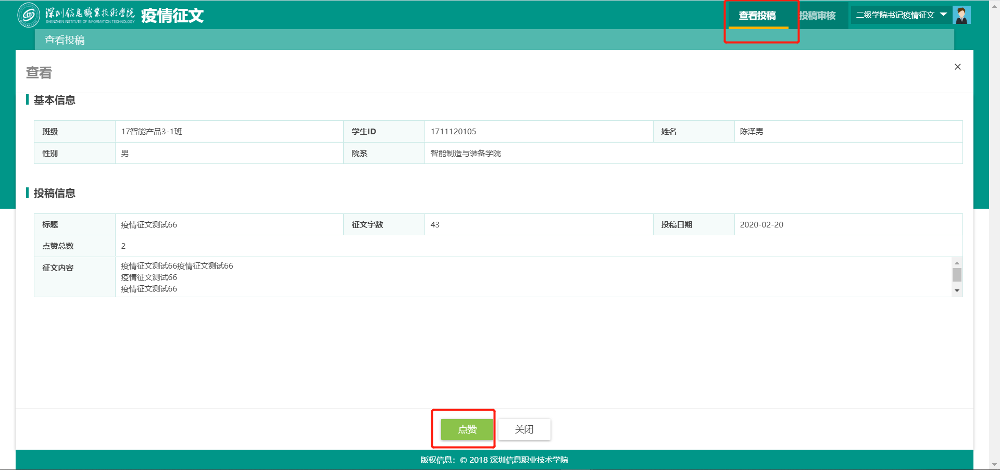 深圳信息職業技術學院
SHENZHEN INSTITUTE OF INFORMATION TECHNOLOGY
疫情征文
查看投稿
投稿审核
二级学院书记疫情征文
查看投稿
查看
基本信息
班级 17智能产品3-1班 学生ID 1711120105 姓名 陈泽男
性别 男 院系 智能制造与装备学院
投稿信息
标题 疫情征文测试66 征文字数 43 投稿日期 2020-02-20
点赞总数 2
征文内容 疫情征文测试66疫情征文测试66
疫情征文测试66
疫情征文测试66
点赞 关闭
版权信息：© 2018 深圳信息职业技术学院